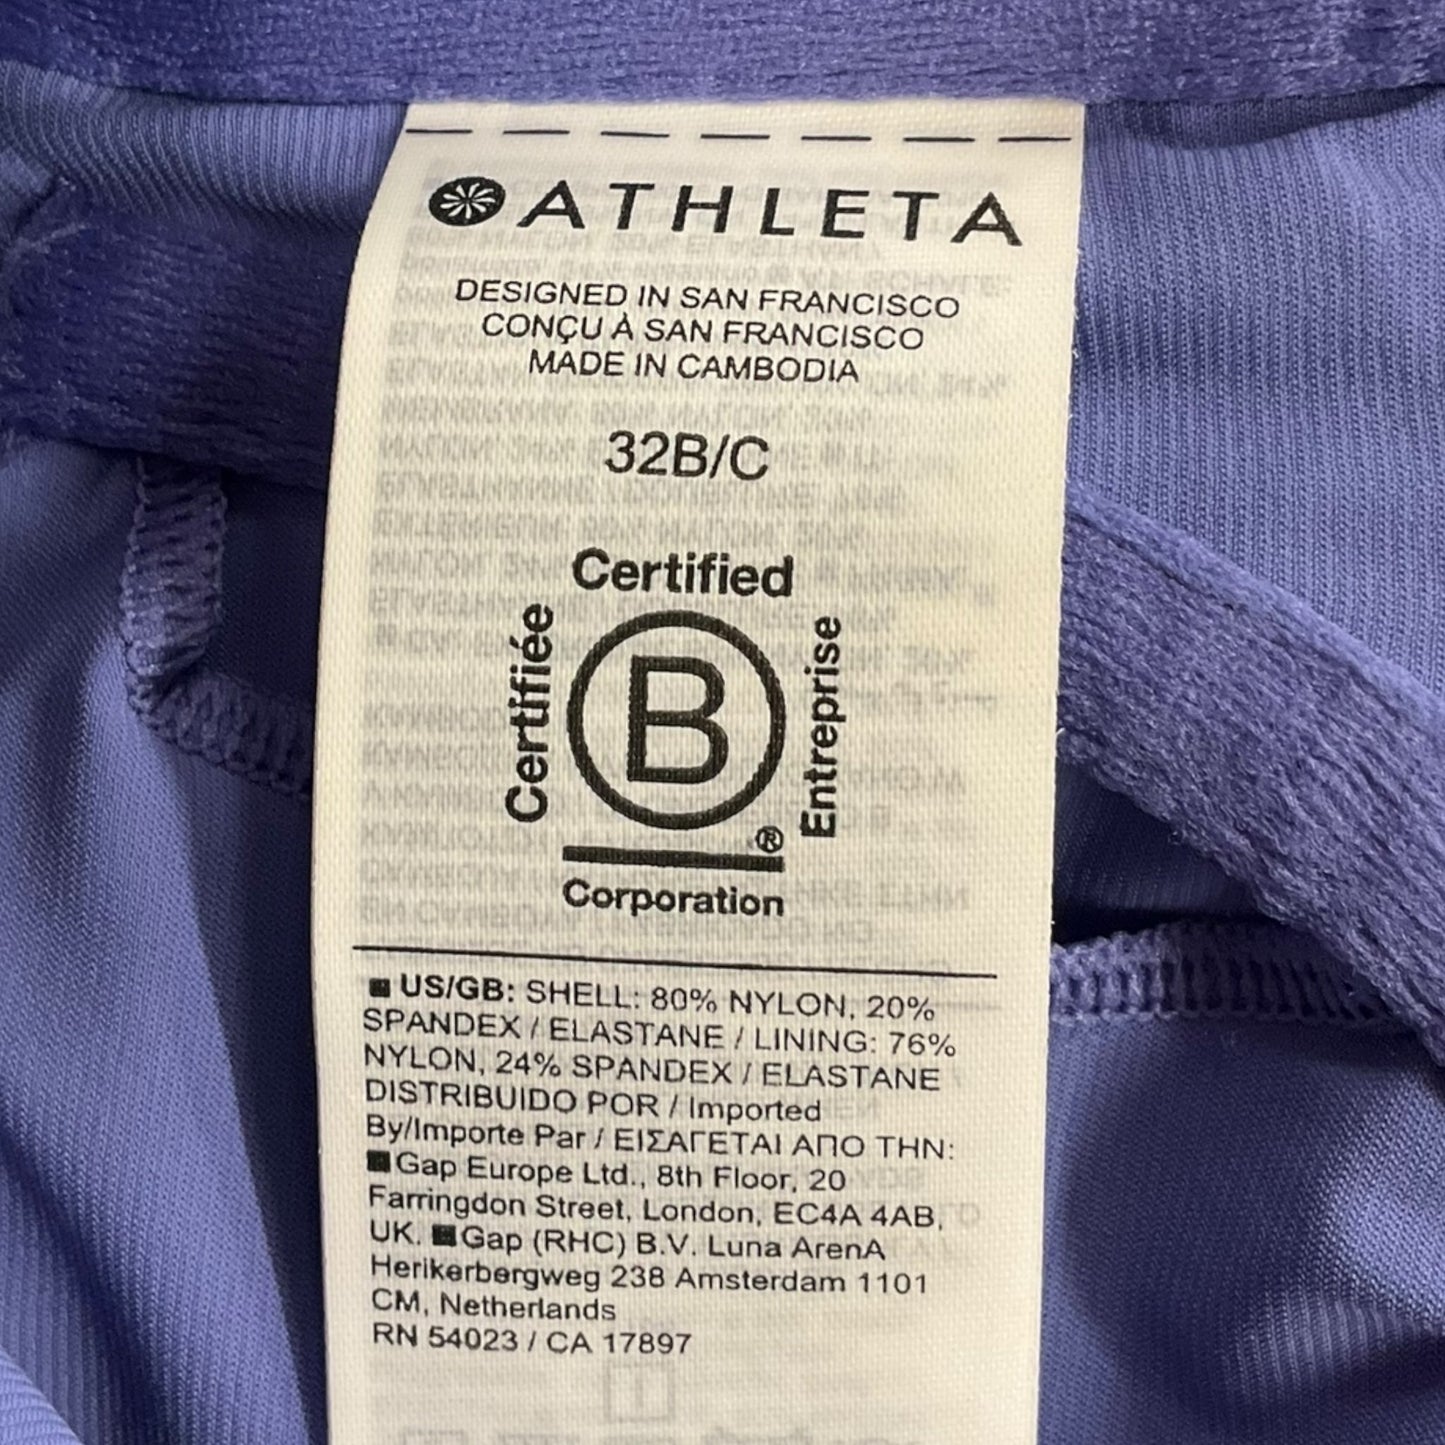 ATHLETA
DESIGNED IN SAN FRANCISCO
CONÇU À SAN FRANCISCO
MADE IN CAMBODIA
32B/C
Certified
Certifiée
B
Entreprise
®
Corporation
US/GB: SHELL: 80% NYLON, 20%
SPANDEX / ELASTANE / LINING: 76%
NYLON, 24% SPANDEX / ELASTANE
DISTRIBUIDO POR / Imported
By/Importe Par / ΕΙΣΑΓΕΤΑΙ ΑΠΟ ΤΗΝ:
Gap Europe Ltd., 8th Floor, 20
Farringdon Street, London, EC4A 4AB,
UK. Gap (RHC) B.V. Luna ArenA
Herikerbergweg 238 Amsterdam 1101
CM, Netherlands
RN 54023 / CA 17897